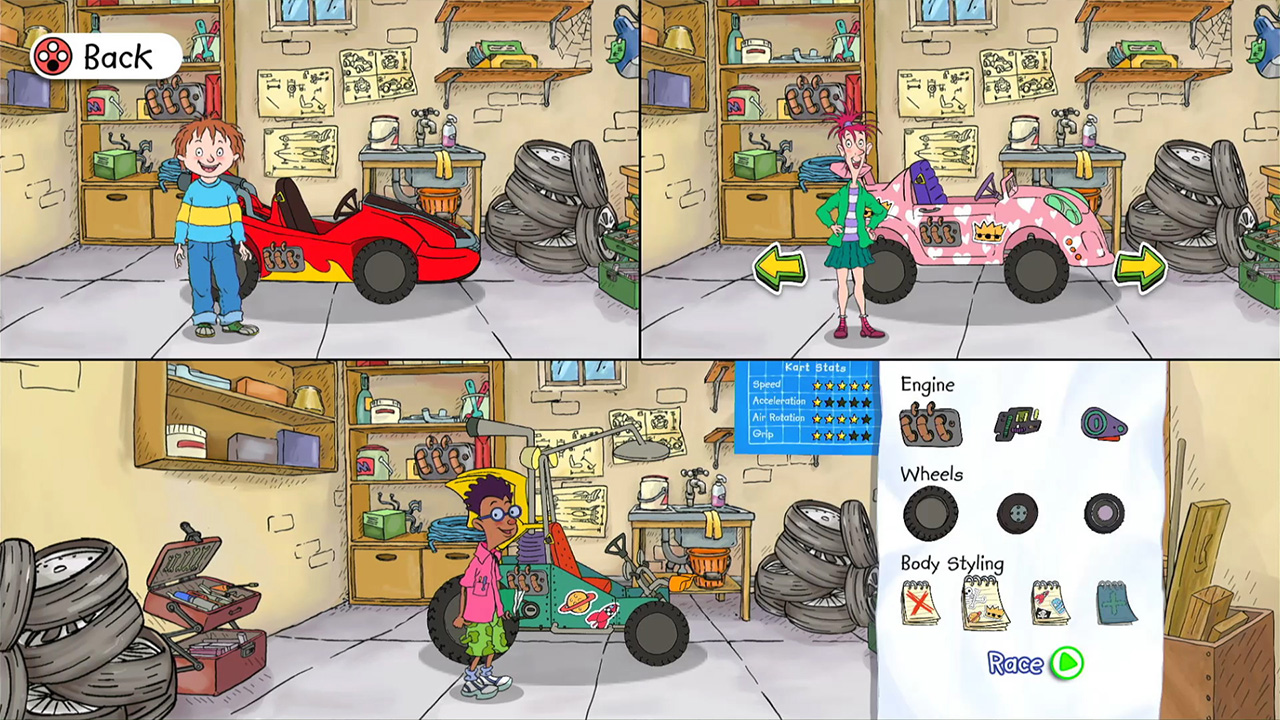 Back
Kart Stats
Speed
Acceleration
Air Rotation
Grip
Engine
Wheels
Body Styling
Race